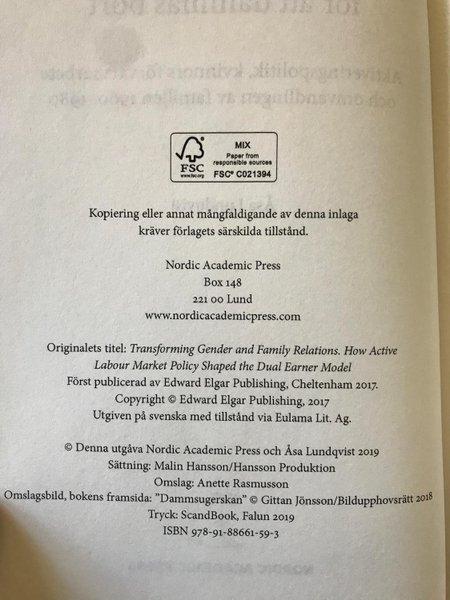 FSC
www.fsc.org
MIX
Paper from
responsible sources
FSC® C021394
Kopiering eller annat mångfaldigande av denna inlaga
kräver förlagets särskilda tillstånd.
Nordic Academic Press
Box 148
221 00 Lund
www.nordicacademicpress.com
Originalets titel: Transforming Gender and Family Relations. How Active
Labour Market Policy Shaped the Dual Earner Model
Först publicerad av Edward Elgar Publishing, Cheltenham 2017.
Copyright © Edward Elgar Publishing, 2017
Utgiven på svenska med tillstånd via Eulama Lit. Ag.
© Denna utgåva Nordic Academic Press och Åsa Lundqvist 2019
Sättning: Malin Hansson/Hansson Produktion
Omslag: Anette Rasmusson
Omslagsbild, bokens framsida: ”Dammsugerskan” © Gittan Jönsson/Bildupphovsrätt 2018
Tryck: ScandBook, Falun 2019
ISBN 978-91-88661-59-3